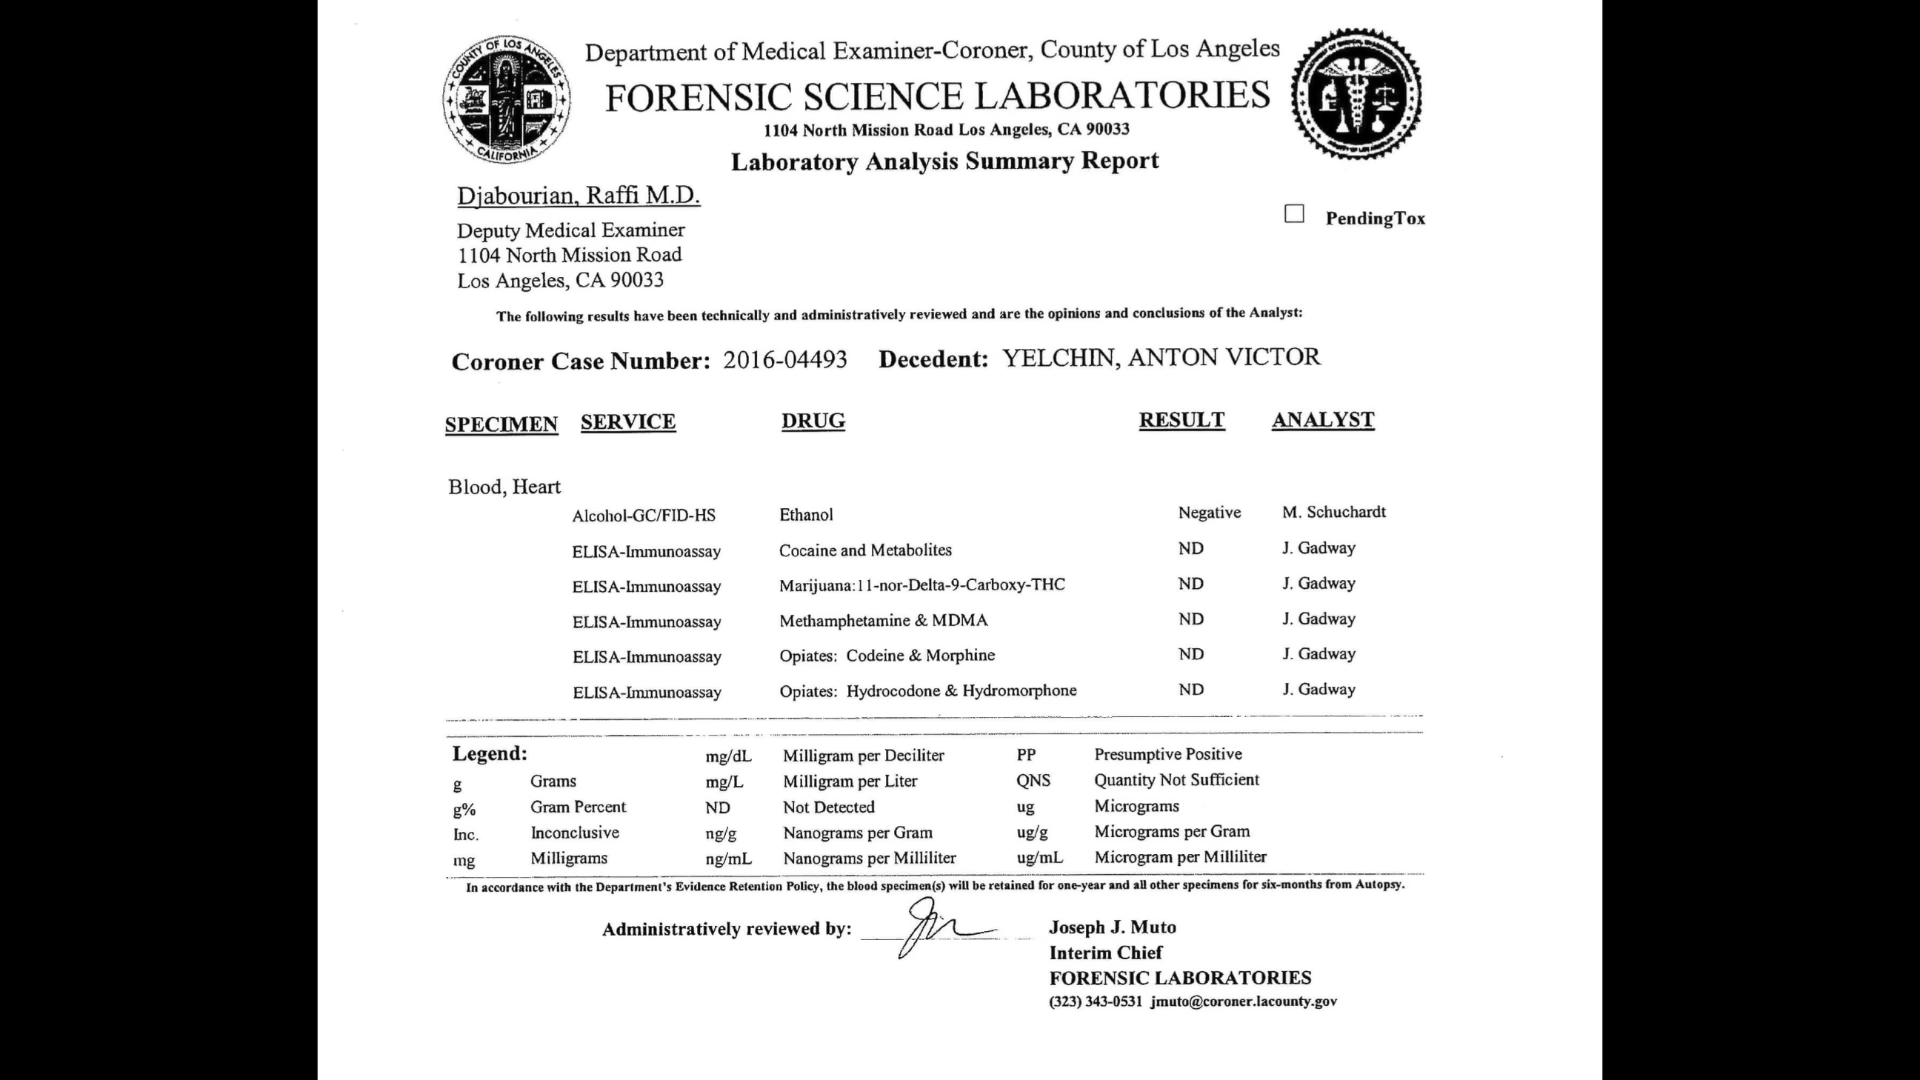 COUNTY OF LOS ANGELES
CALIFORNIA
Department of Medical Examiner-Coroner, County of Los Angeles
FORENSIC SCIENCE LABORATORIES
1104 North Mission Road Los Angeles, CA 90033
Laboratory Analysis Summary Report
Djabourian, Raffi M.D.
Deputy Medical Examiner
1104 North Mission Road
Los Angeles, CA 90033
PendingTox
The following results have been technically and administratively reviewed and are the opinions and conclusions of the Analyst:
Coroner Case Number: 2016-04493 Decedent: YELCHIN, ANTON VICTOR
SPECIMEN SERVICE DRUG RESULT ANALYST
Blood, Heart
Alcohol-GC/FID-HS Ethanol Negative M. Schuchardt
ELISA-Immunoassay Cocaine and Metabolites ND J. Gadway
ELISA-Immunoassay Marijuana:11-nor-Delta-9-Carboxy-THC ND J. Gadway
ELISA-Immunoassay Methamphetamine & MDMA ND J. Gadway
ELISA-Immunoassay Opiates: Codeine & Morphine ND J. Gadway
ELISA-Immunoassay Opiates: Hydrocodone & Hydromorphone ND J. Gadway
Legend: mg/dL Milligram per Deciliter PP Presumptive Positive
g Grams mg/L Milligram per Liter QNS Quantity Not Sufficient
g% Gram Percent ND Not Detected ug Micrograms
Inc. Inconclusive ng/g Nanograms per Gram ug/g Micrograms per Gram
mg Milligrams ng/mL Nanograms per Milliliter ug/mL Microgram per Milliliter
In accordance with the Department's Evidence Retention Policy, the blood specimen(s) will be retained for one-year and all other specimens for six-months from Autopsy.
Administratively reviewed by: Joseph J. Muto
Interim Chief
FORENSIC LABORATORIES
(323) 343-0531 jmuto@coroner.lacounty.gov